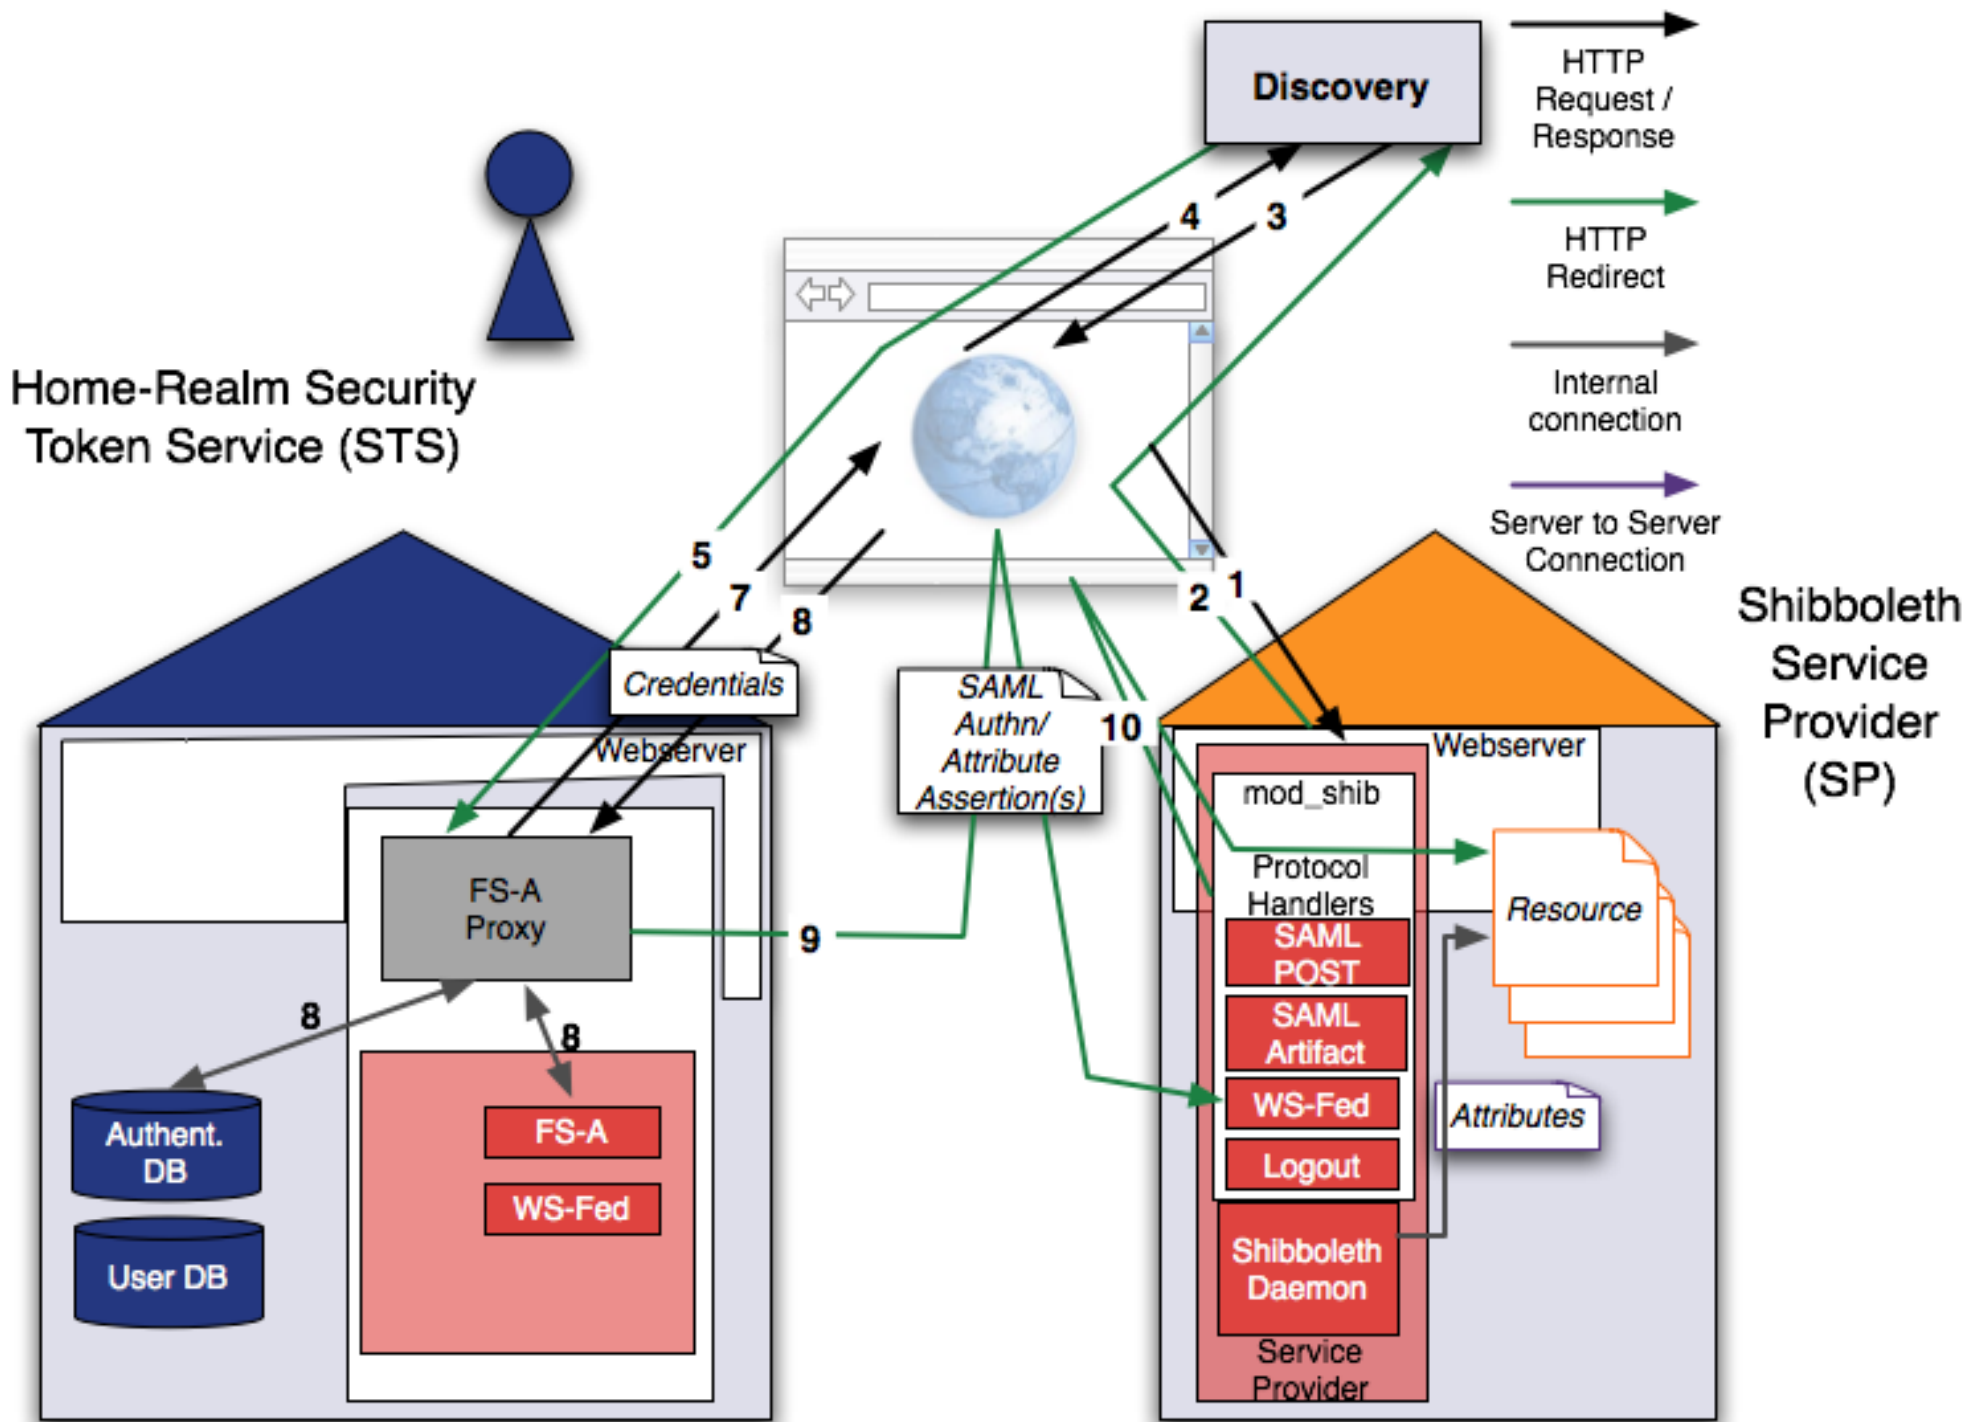 Discovery
HTTP
Request /
Response
HTTP
Redirect
Internal
connection
Server to Server
Connection
4
3
Home-Realm Security
Token Service (STS)
5
7
8
2
1
Shibboleth
Service
Provider
(SP)
Credentials
SAML
Authn/
Attribute
Assertion(s)
10
Webserver
Webserver
mod_shib
Protocol
Handlers
Resource
FS-A
Proxy
9
SAML
POST
SAML
Artifact
WS-Fed
Logout
Attributes
8
8
Authent.
DB
User DB
FS-A
WS-Fed
Shibboleth
Daemon
Service
Provider